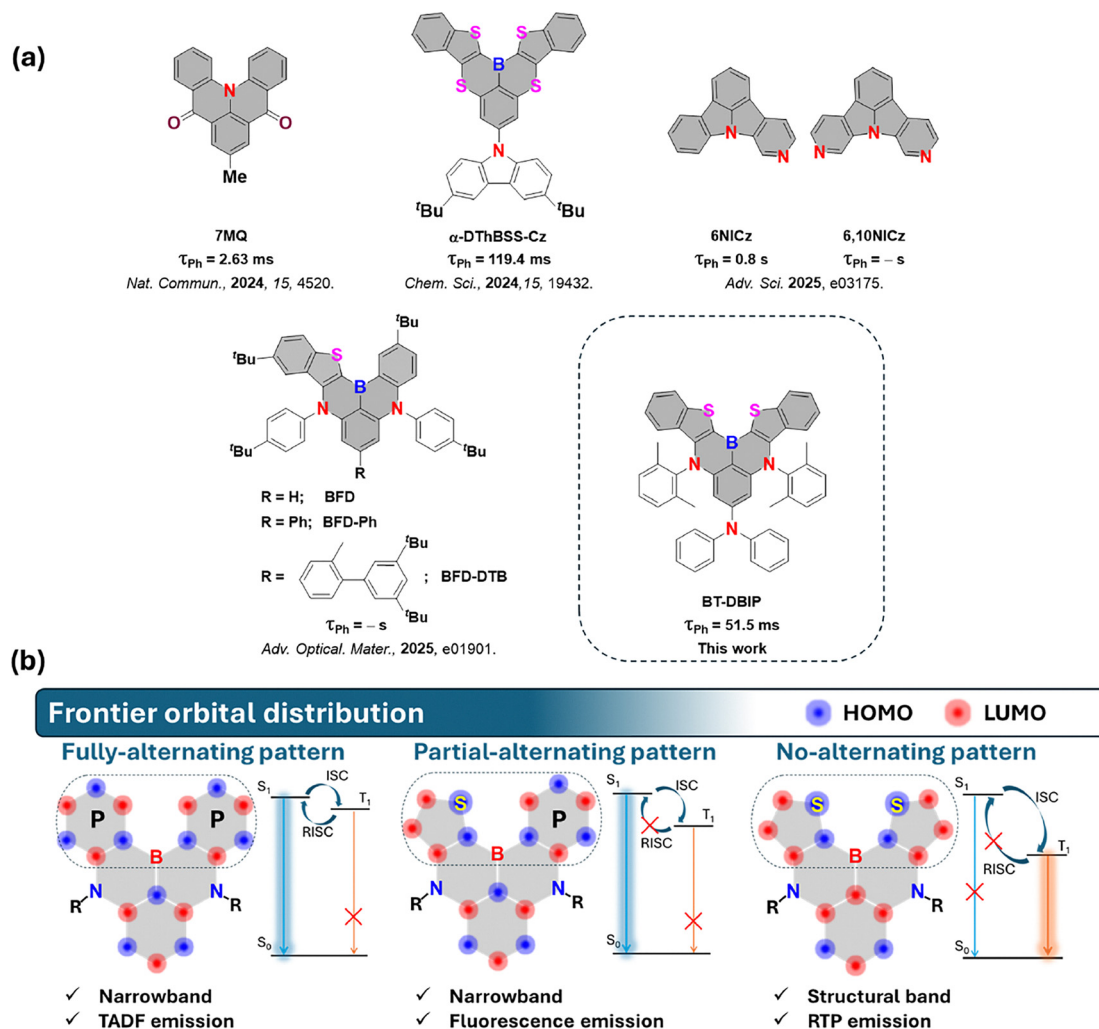 (a)
N
O
O
Me
7MQ
τPh = 2.63 ms
Nat. Commun., 2024, 15, 4520.
S
S
B
S
S
N
tBu
tBu
α-DThBSS-Cz
τPh = 119.4 ms
Chem. Sci., 2024,15, 19432.
N
N
N
N
N
6NICz
6,10NICz
τPh = 0.8 s
τPh = – s
Adv. Sci. 2025, e03175.
tBu
tBu
S
B
N
N
tBu
tBu
R
R = H; BFD
R = Ph; BFD-Ph
tBu
R =
; BFD-DTB
tBu
τPh = – s
Adv. Optical. Mater., 2025, e01901.
S
S
B
N
N
N
BT-DBIP
τPh = 51.5 ms
This work
(b)
Frontier orbital distribution
HOMO
LUMO
Fully-alternating pattern
Partial-alternating pattern
No-alternating pattern
P
P
B
N
N
R
R
S1
ISC
T1
RISC
S0
S
P
B
N
N
R
R
S1
ISC
T1
RISC
S0
S
S
B
N
N
R
R
S1
ISC
T1
RISC
S0
✓ Narrowband
✓ TADF emission
✓ Narrowband
✓ Fluorescence emission
✓ Structural band
✓ RTP emission